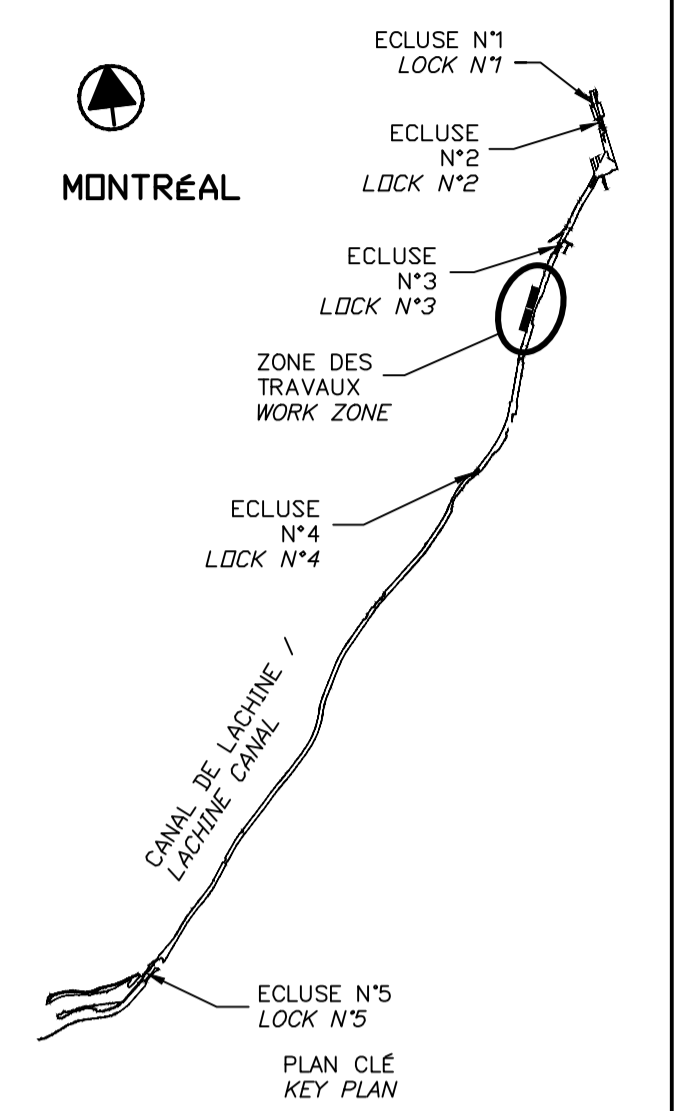 ECLUSE N°1
LOCK N°1
MONTRÉAL
ECLUSE
N°2
LOCK N°2
ECLUSE
N°3
LOCK N°3
ZONE DES
TRAVAUX
WORK ZONE
ECLUSE
N°4
LOCK N°4
CANAL DE LACHINE /
LACHINE CANAL
ECLUSE N°5
LOCK N°5
PLAN CLÉ
KEY PLAN